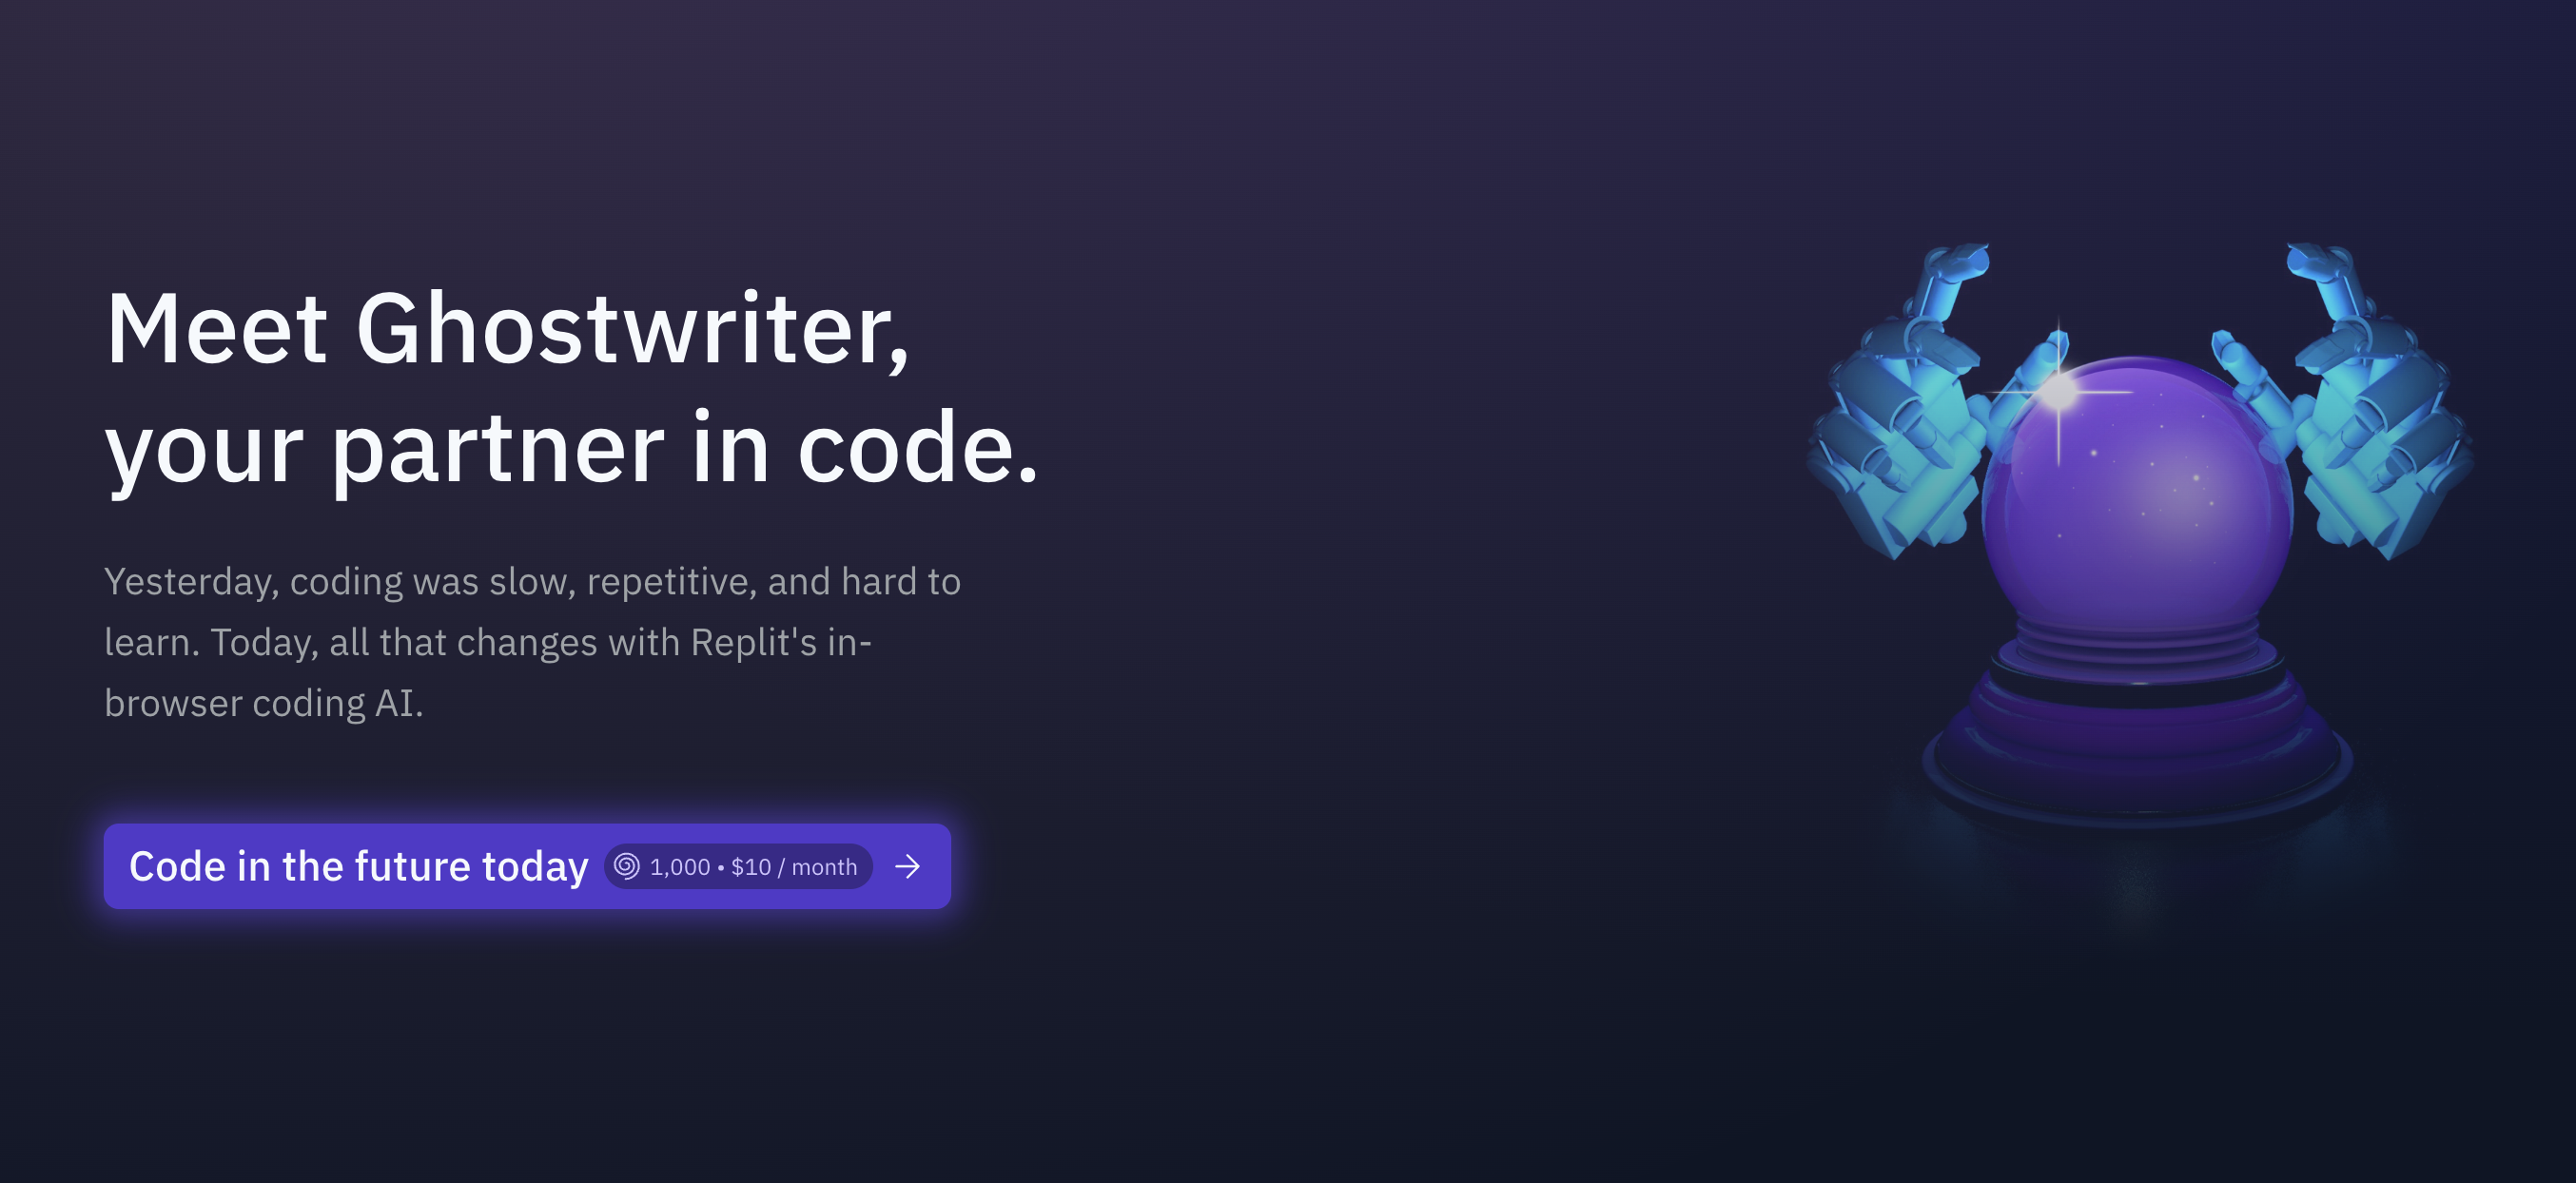 Meet Ghostwriter,
your partner in code.
Yesterday, coding was slow, repetitive, and hard to
learn. Today, all that changes with Replit's in-
browser coding AI.
Code in the future today 1,000 • $10 / month →